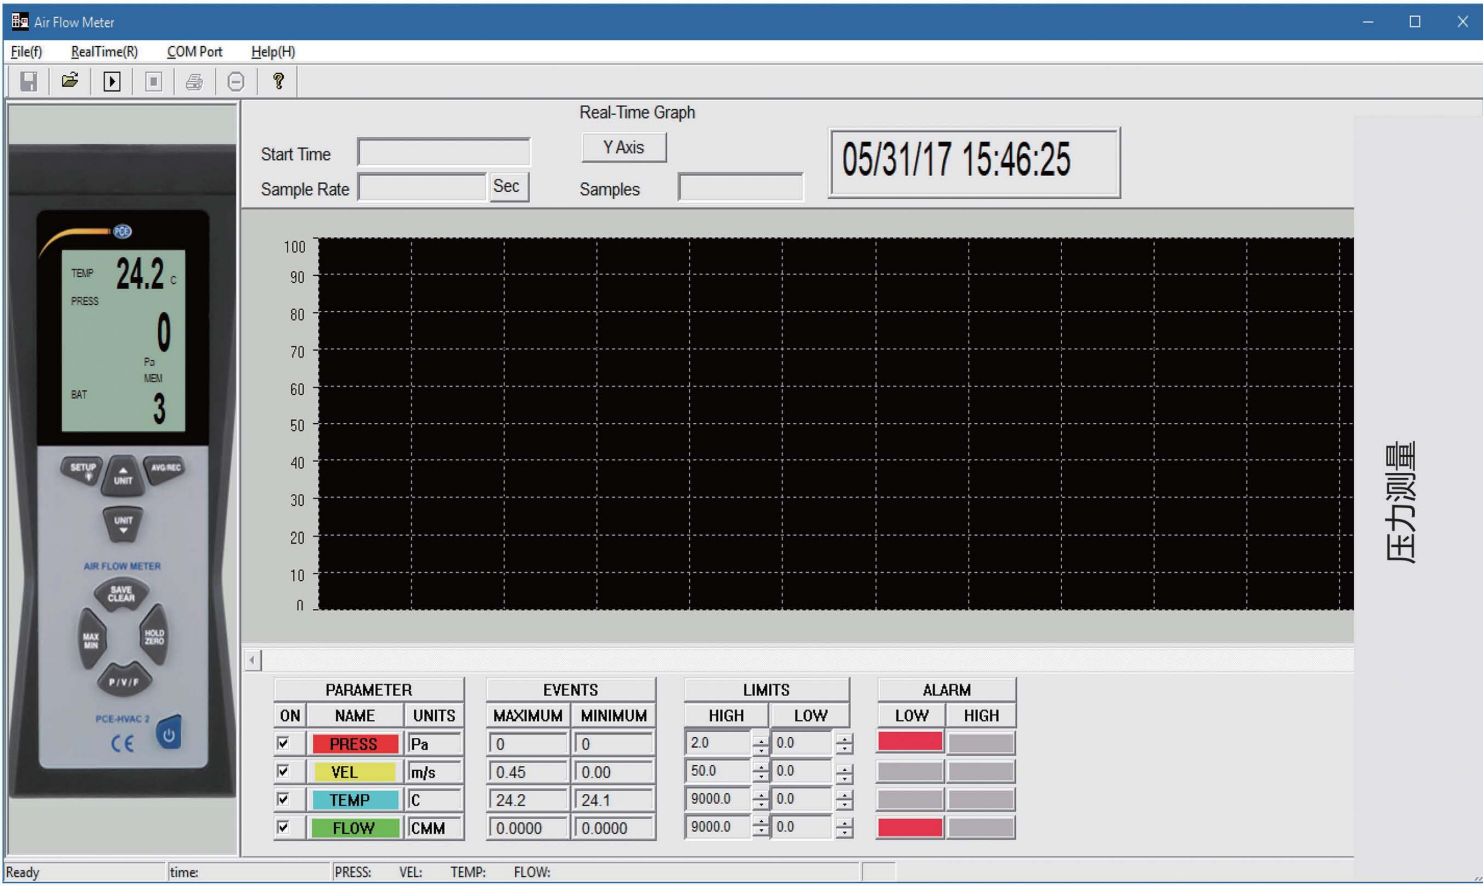 Air Flow Meter
File(f) RealTime(R) COM Port Help(H)
Real-Time Graph
Start Time
Y Axis
05/31/17 15:46:25
Sample Rate
Sec
Samples
PCE
TEMP 24.2 C
PRESS
0
Pa
MEM
BAT
3
SETUP
UNIT
AVG/REC
UNIT
AIR FLOW METER
SAVE
CLEAR
MAX
MIN
HOLD
ZERO
P/V/F
PCE-HVAC 2
CE
100
90
80
70
60
50
40
30
20
10
0
压力测量
PARAMETER EVENTS LIMITS ALARM
ON NAME UNITS MAXIMUM MINIMUM HIGH LOW LOW HIGH
PRESS Pa 0 0 2.0 0.0
VEL m/s 0.45 0.00 50.0 0.0
TEMP C 24.2 24.1 9000.0 0.0
FLOW CMM 0.0000 0.0000 9000.0 0.0
Ready time: PRESS: VEL: TEMP: FLOW: